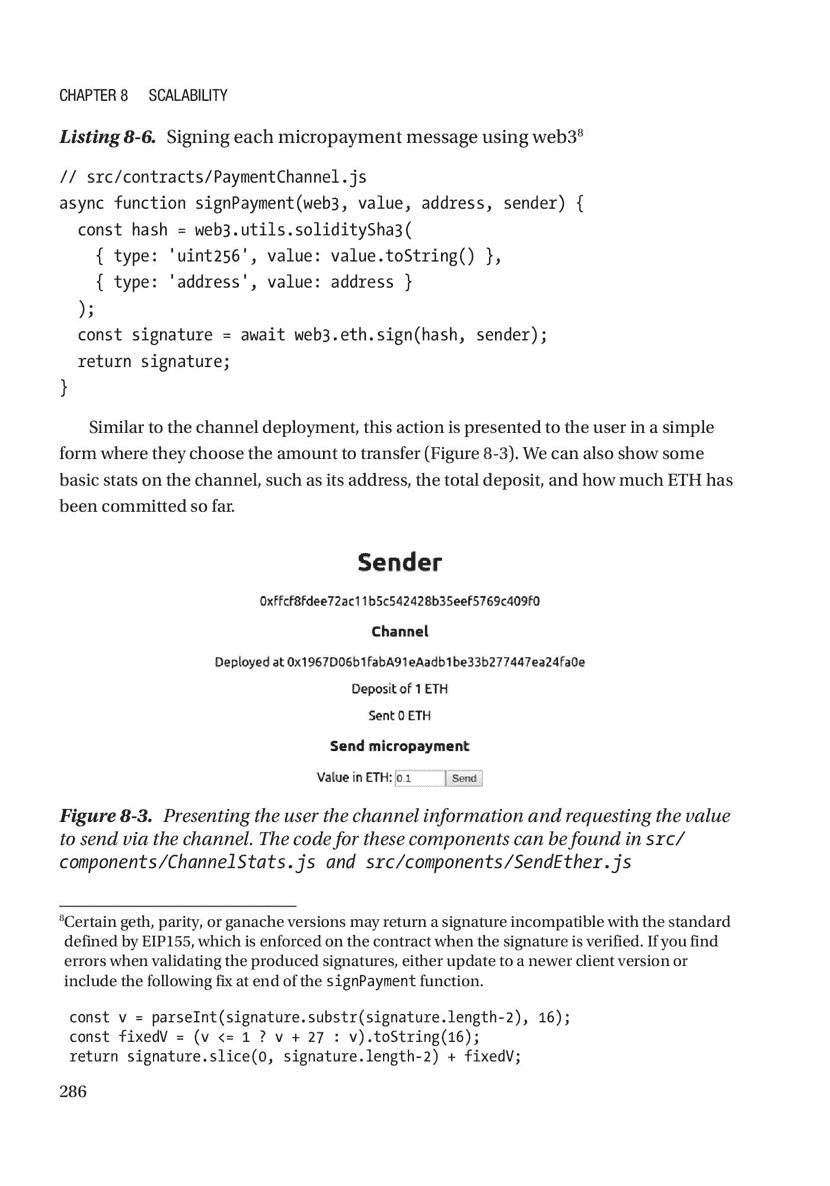 CHAPTER 8 SCALABILITY
Listing 8-6. Signing each micropayment message using web3⁸
// src/contracts/PaymentChannel.js
async function signPayment(web3, value, address, sender) {
  const hash = web3.utils.soliditySha3(
    { type: 'uint256', value: value.toString() },
    { type: 'address', value: address }
  );
  const signature = await web3.eth.sign(hash, sender);
  return signature;
}
Similar to the channel deployment, this action is presented to the user in a simple
form where they choose the amount to transfer (Figure 8-3). We can also show some
basic stats on the channel, such as its address, the total deposit, and how much ETH has
been committed so far.
Sender
0xffcf8fdee72ac11b5c542428b35eef5769c409f0
Channel
Deployed at 0x1967D06b1fabA91eAadb1be33b277447ea24fa0e
Deposit of 1 ETH
Sent 0 ETH
Send micropayment
Value in ETH: 0.1 Send
Figure 8-3. Presenting the user the channel information and requesting the value
to send via the channel. The code for these components can be found in src/
components/ChannelStats.js and src/components/SendEther.js
⁸Certain geth, parity, or ganache versions may return a signature incompatible with the standard
defined by EIP155, which is enforced on the contract when the signature is verified. If you find
errors when validating the produced signatures, either update to a newer client version or
include the following fix at end of the signPayment function.
const v = parseInt(signature.substr(signature.length-2), 16);
const fixedV = (v <= 1 ? v + 27 : v).toString(16);
return signature.slice(0, signature.length-2) + fixedV;
286